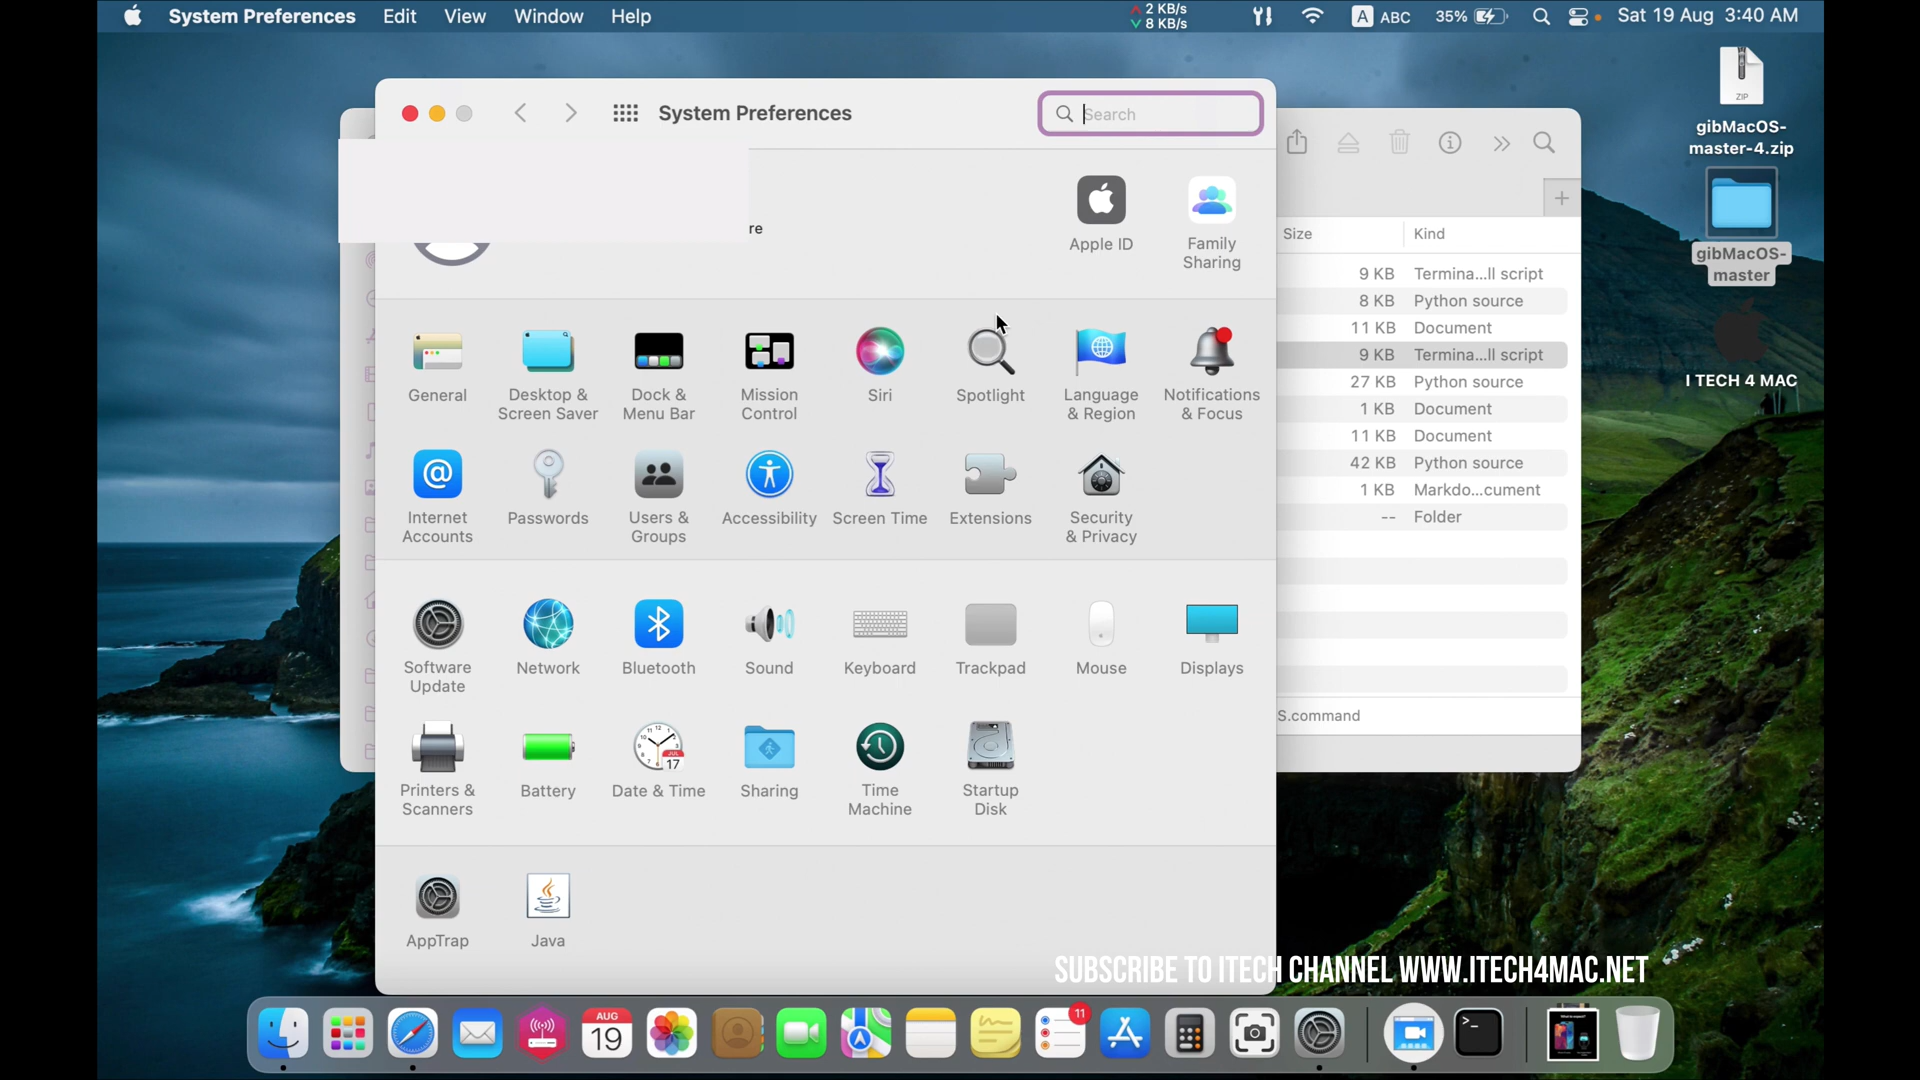 System Preferences Edit View Window Help 2 KB/s 8 KB/s A ABC 35% Sat 19 Aug 3:40 AM
System Preferences
Search
re
Apple ID
Family
Sharing
General
Desktop &
Screen Saver
Dock &
Menu Bar
Mission
Control
Siri
Spotlight
Language
& Region
Notifications
& Focus
Internet
Accounts
Passwords
Users &
Groups
Accessibility
Screen Time
Extensions
Security
& Privacy
Software
Update
Network
Bluetooth
Sound
Keyboard
Trackpad
Mouse
Displays
Printers &
Scanners
Battery
JUL
17
Date & Time
Sharing
Time
Machine
Startup
Disk
AppTrap
Java
Size Kind
9 KB Termina...ll script
8 KB Python source
11 KB Document
9 KB Termina...ll script
27 KB Python source
1 KB Document
11 KB Document
42 KB Python source
1 KB Markdo...cument
-- Folder
S.command
ZIP
gibMacOS-
master-4.zip
gibMacOS-
master
I TECH 4 MAC
SUBSCRIBE TO ITECH CHANNEL WWW.ITECH4MAC.NET
AUG
19
11